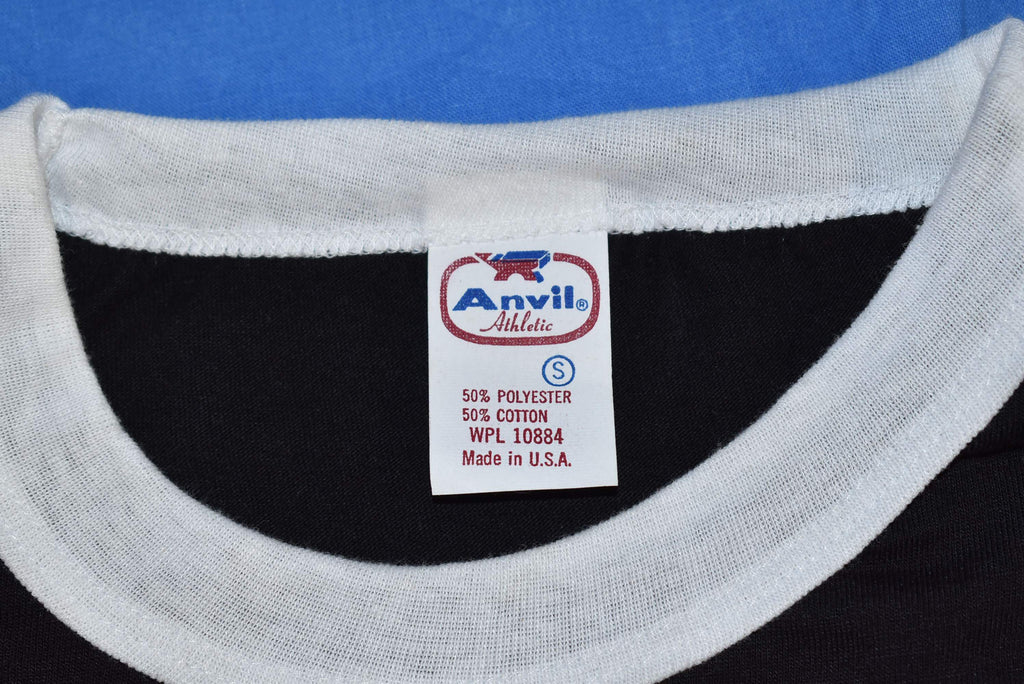 Anvil®
Athletic
S
50% POLYESTER
50% COTTON
WPL 10884
Made in U.S.A.